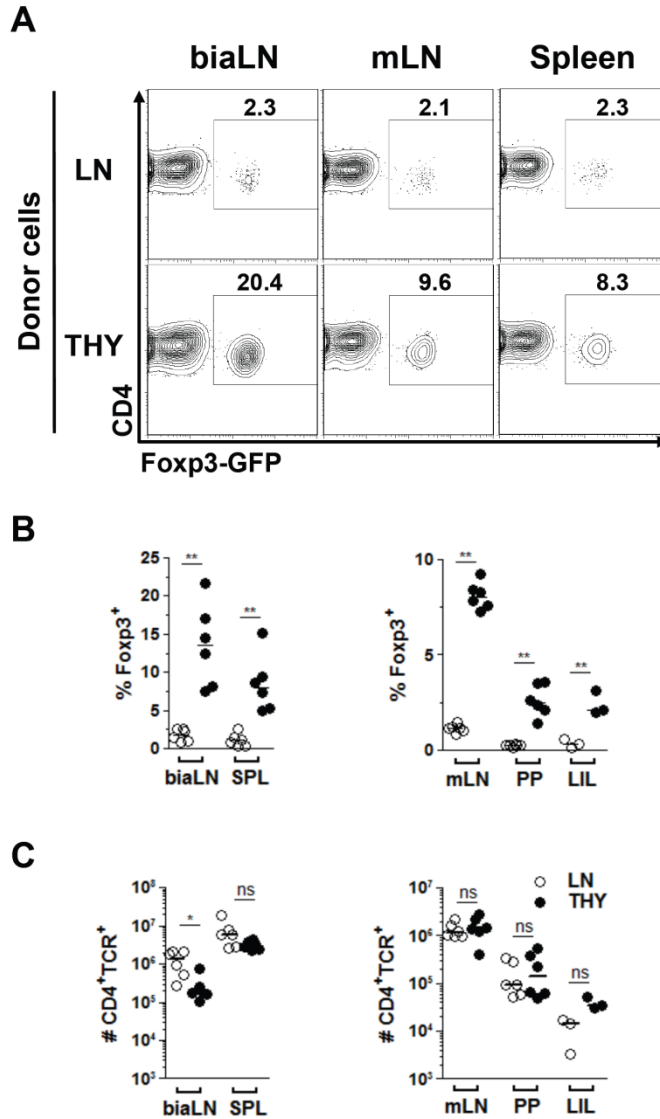 A
biaLN mLN Spleen
Donor cells
LN
2.3 2.1 2.3
THY
20.4 9.6 8.3
CD4
Foxp3-GFP
B
% Foxp3+
25
20
15
10
5
0
**
**
biaLN SPL
% Foxp3+
10
5
0
**
**
**
mLN PP LIL
C
# CD4+TCR+
10^8
10^7
10^6
10^5
10^4
10^3
*
ns
biaLN SPL
# CD4+TCR+
10^7
10^6
10^5
10^4
10^3
ns
ns
ns
LN
THY
mLN PP LIL